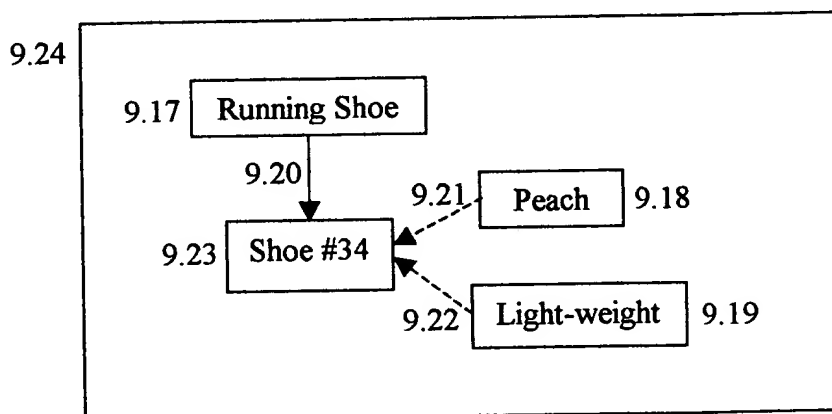 9.24
9.17 Running Shoe
9.20
9.21 Peach 9.18
9.23 Shoe #34
9.22 Light-weight 9.19